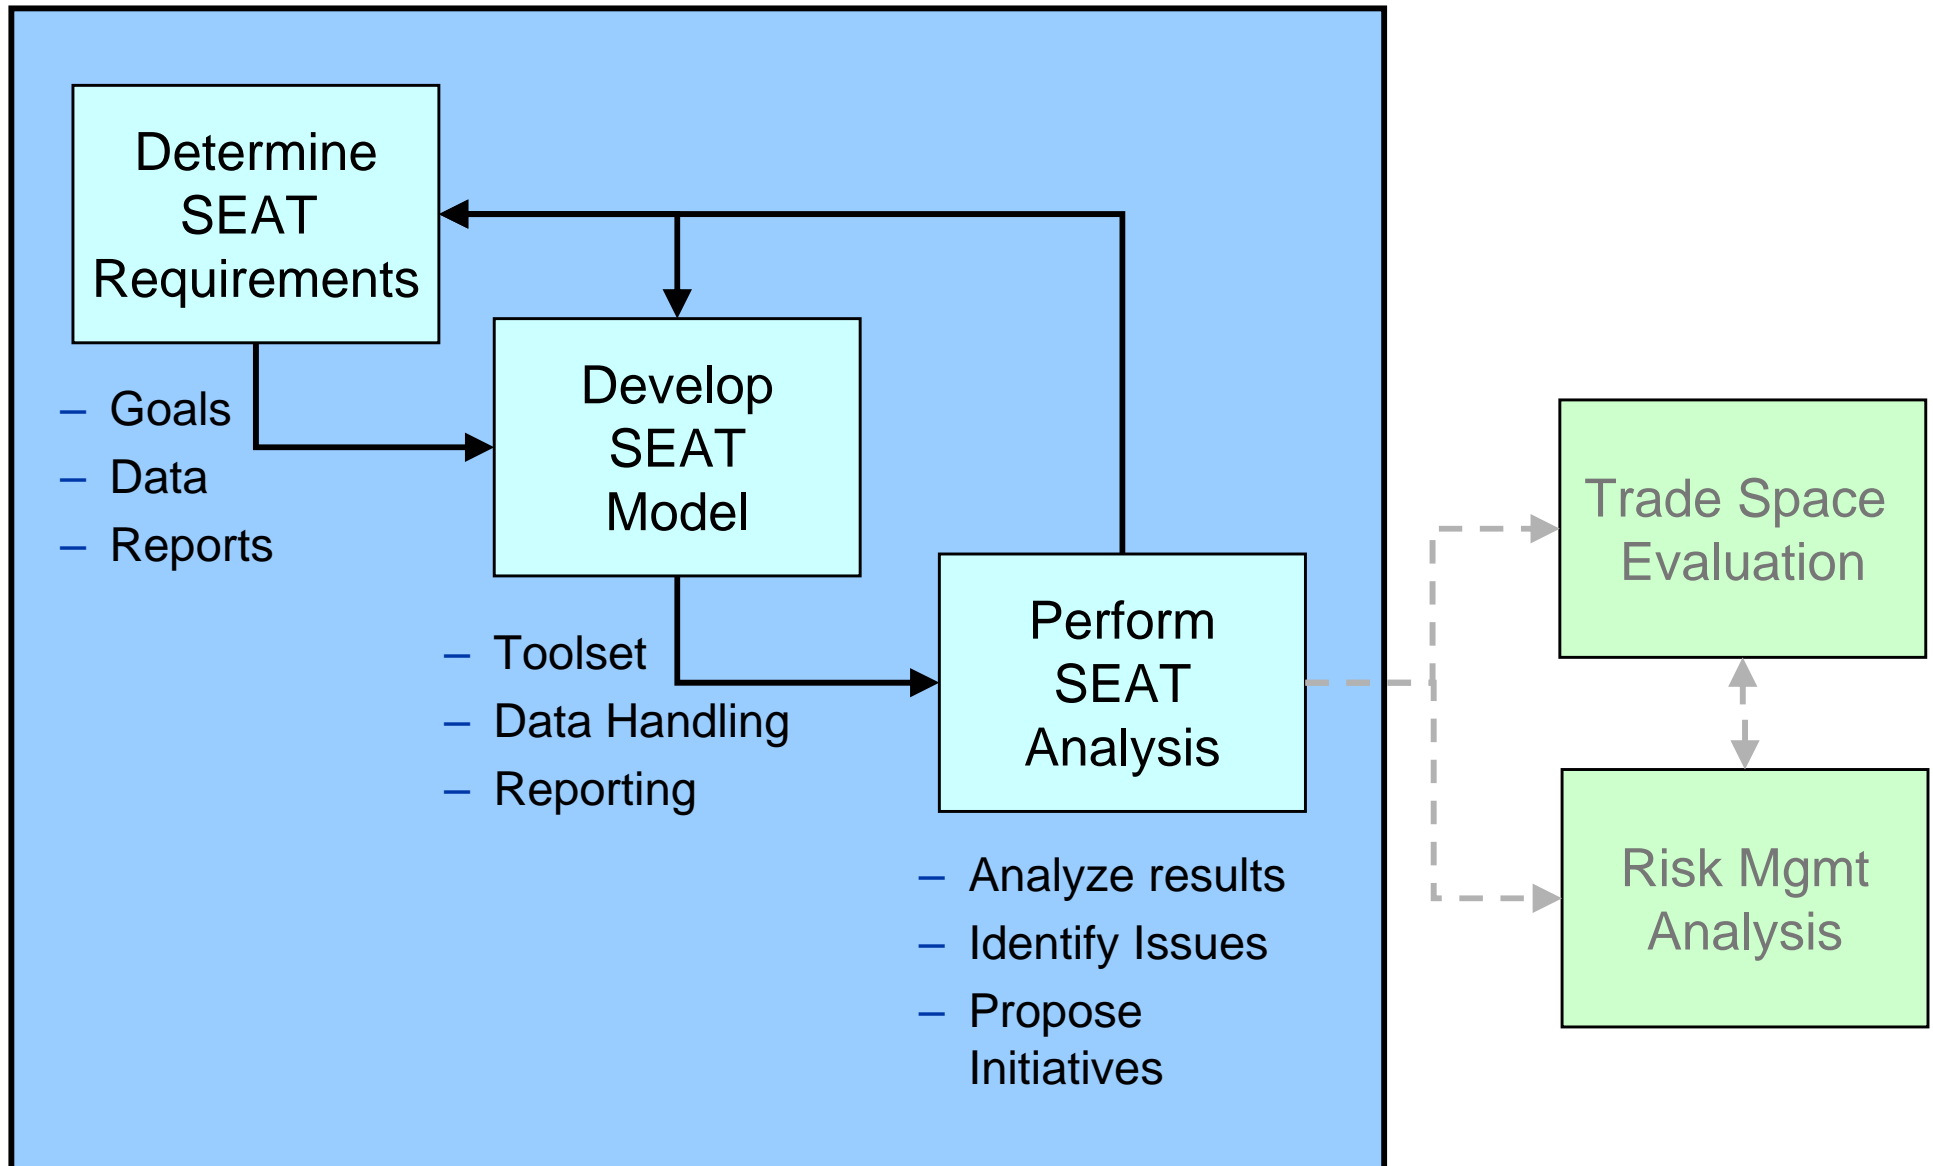 Determine
SEAT
Requirements
– Goals
– Data
– Reports
Develop
SEAT
Model
– Toolset
– Data Handling
– Reporting
Perform
SEAT
Analysis
– Analyze results
– Identify Issues
– Propose
Initiatives
Trade Space
Evaluation
Risk Mgmt
Analysis